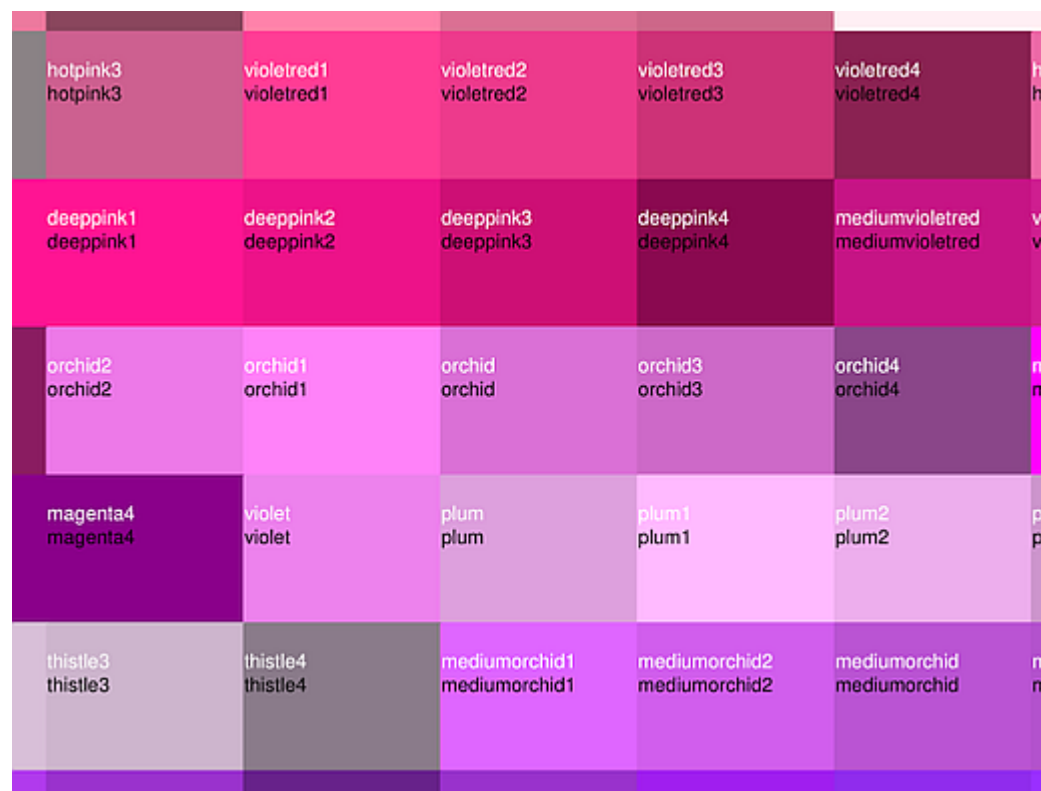 hotpink3 violetred1 violetred2 violetred3 violetred4 h
hotpink3 violetred1 violetred2 violetred3 violetred4 h
deeppink1 deeppink2 deeppink3 deeppink4 mediumvioletred v
deeppink1 deeppink2 deeppink3 deeppink4 mediumvioletred v
orchid2 orchid1 orchid orchid3 orchid4 m
orchid2 orchid1 orchid orchid3 orchid4 m
magenta4 violet plum plum1 plum2 p
magenta4 violet plum plum1 plum2 p
thistle3 thistle4 mediumorchid1 mediumorchid2 mediumorchid m
thistle3 thistle4 mediumorchid1 mediumorchid2 mediumorchid m